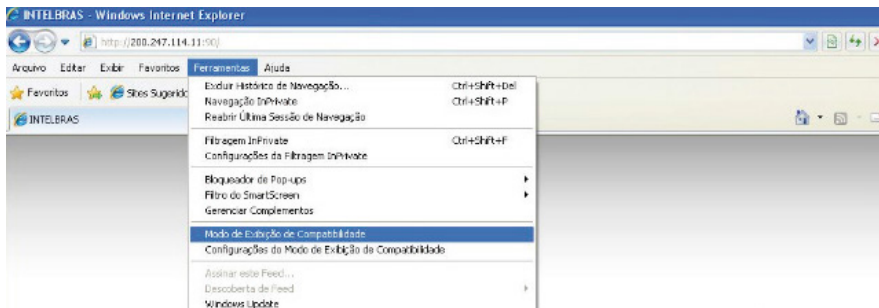 INTELBRAS - Windows Internet Explorer
http://200.247.114.11:90/
Arquivo Editar Exibir Favoritos Ferramentas Ajuda
Favoritos Sites Sugerido
INTELBRAS
Excluir Histórico de Navegação... Ctrl+Shift+Del
Navegação InPrivate Ctrl+Shift+P
Reabrir Última Sessão de Navegação
Filtragem InPrivate Ctrl+Shift+F
Configurações da Filtragem InPrivate
Bloqueador de Pop-ups
Filtro do SmartScreen
Gerenciar Complementos
Modo de Exibição de Compatibilidade
Configurações do Modo de Exibição de Compatibilidade
Assinar este Feed...
Descoberta de Feed
Windows Update